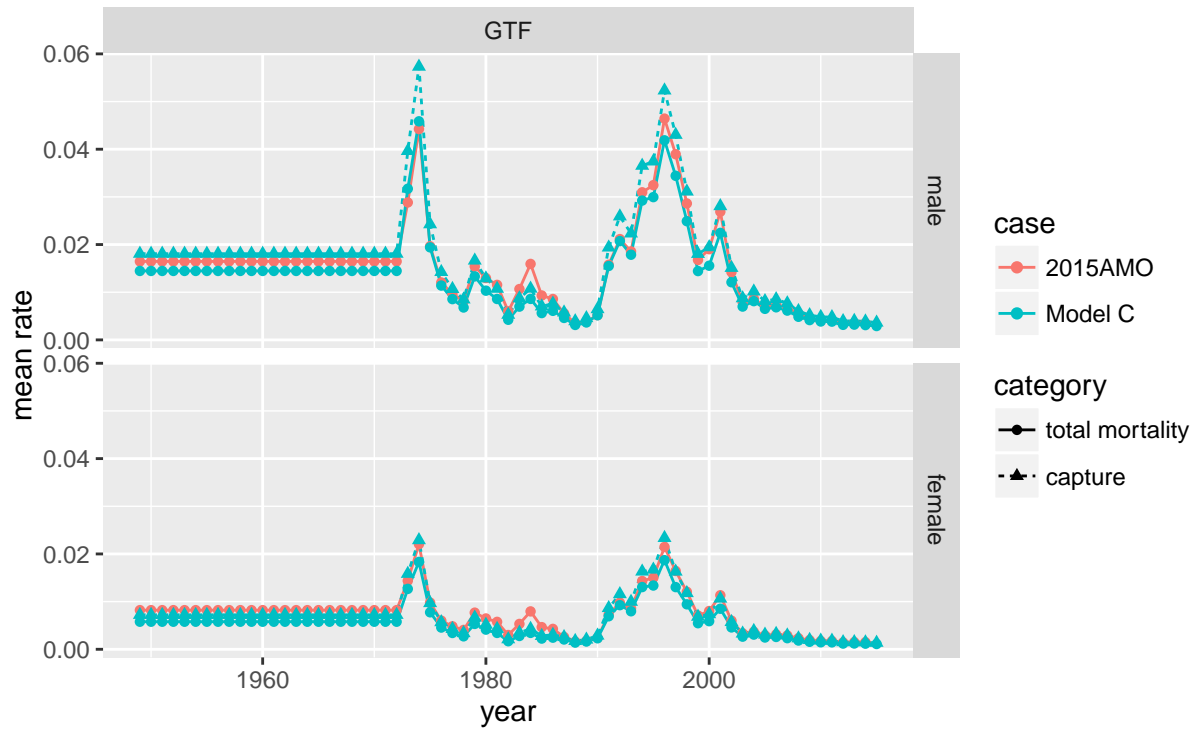 GTF
0.06
0.04
0.02
0.00
male
0.06
0.04
0.02
0.00
female
mean rate
1960
1980
2000
year
case
2015AMO
Model C
category
total mortality
capture